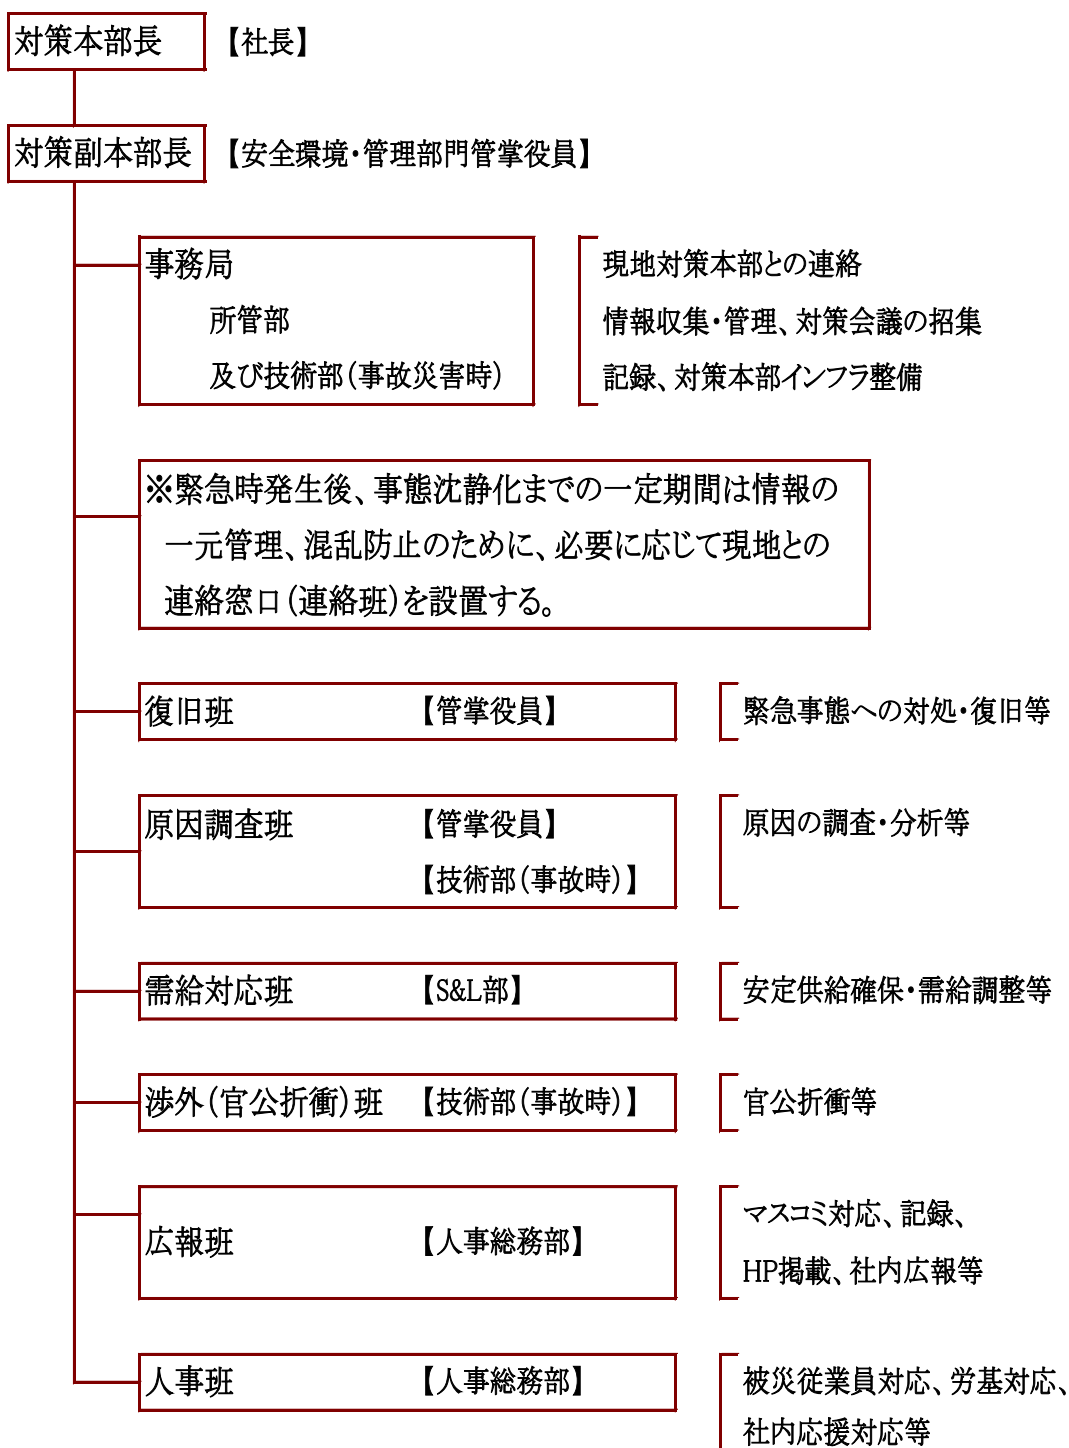 対策本部長 【社長】
対策副本部長 【安全環境・管理部門管掌役員】
事務局 現地対策本部との連絡
所管部 情報収集・管理、対策会議の招集
及び技術部(事故災害時) 記録、対策本部インフラ整備
※緊急時発生後、事態沈静化までの一定期間は情報の
一元管理、混乱防止のために、必要に応じて現地との
連絡窓口(連絡班)を設置する。
復旧班 【管掌役員】 緊急事態への対処・復旧等
原因調査班 【管掌役員】 原因の調査・分析等
【技術部(事故時)】
需給対応班 【S&L部】 安定供給確保・需給調整等
渉外(官公折衝)班 【技術部(事故時)】 官公折衝等
マスコミ対応、記録、
広報班 【人事総務部】
HP掲載、社内広報等
人事班 【人事総務部】 被災従業員対応、労基対応、
社内応援対応等